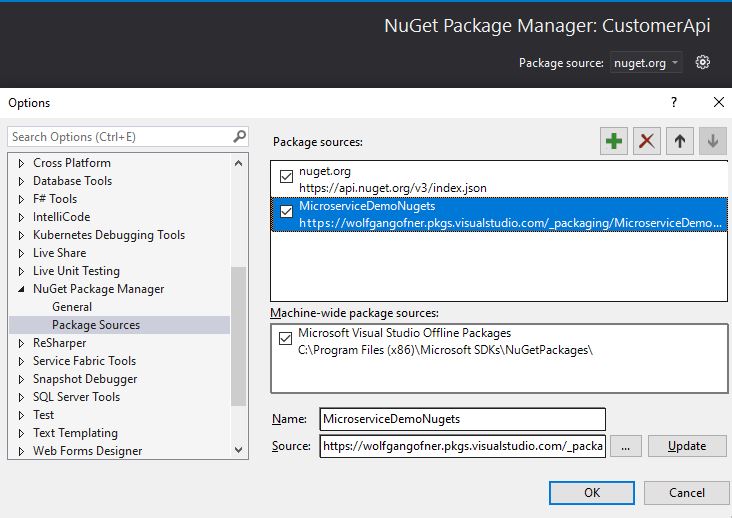 NuGet Package Manager: CustomerApi
Package source: nuget.org
Options
Search Options (Ctrl+E)
Cross Platform
Database Tools
F# Tools
IntelliCode
Kubernetes Debugging Tools
Live Share
Live Unit Testing
NuGet Package Manager
General
Package Sources
ReSharper
Service Fabric Tools
Snapshot Debugger
SQL Server Tools
Test
Text Templating
Web Forms Designer
Package sources:
nuget.org
https://api.nuget.org/v3/index.json
MicroserviceDemoNugets
https://wolfgangofner.pkgs.visualstudio.com/_packaging/MicroserviceDemo...
Machine-wide package sources:
Microsoft Visual Studio Offline Packages
C:\Program Files (x86)\Microsoft SDKs\NuGetPackages\
Name: MicroserviceDemoNugets
Source: https://wolfgangofner.pkgs.visualstudio.com/_packa ... Update
OK Cancel